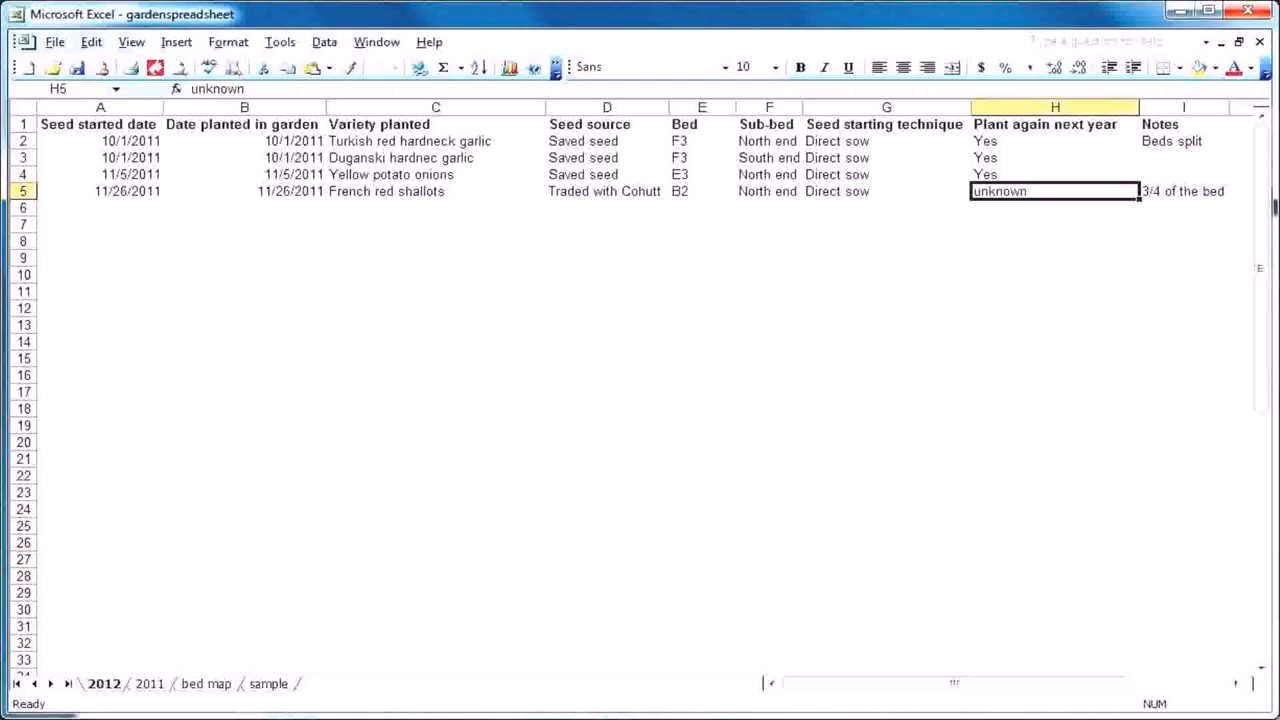 Microsoft Excel - gardenspreadsheet
File Edit View Insert Format Tools Data Window Help Type a question for help
Sans 10 B I U $ % , A
H5 fx unknown
A B C D E F G H I
1 Seed started date Date planted in garden Variety planted Seed source Bed Sub-bed Seed starting technique Plant again next year Notes
2 10/1/2011 10/1/2011 Turkish red hardneck garlic Saved seed F3 North end Direct sow Yes Beds split
3 10/1/2011 10/1/2011 Duganski hardnec garlic Saved seed F3 South end Direct sow Yes
4 11/5/2011 11/5/2011 Yellow potato onions Saved seed E3 North end Direct sow Yes
5 11/26/2011 11/26/2011 French red shallots Traded with Cohutt B2 North end Direct sow unknown 3/4 of the bed
6
7
8
9
10
11
12
13
14
15
16
17
18
19
20
21
22
23
24
25
26
27
28
29
30
31
32
33
2012 2011 bed map sample
Ready NUM